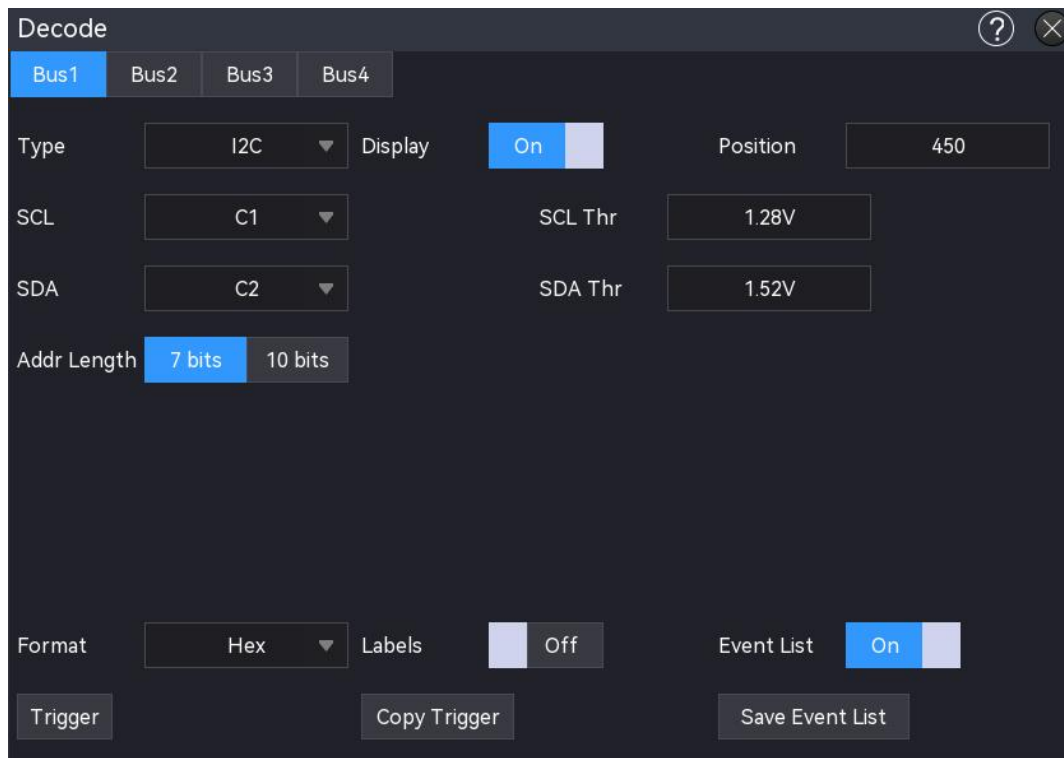 Decode ?
Bus1 Bus2 Bus3 Bus4
Type I2C Display On Position 450
SCL C1 SCL Thr 1.28V
SDA C2 SDA Thr 1.52V
Addr Length 7 bits 10 bits
Format Hex Labels Off Event List On
Trigger Copy Trigger Save Event List